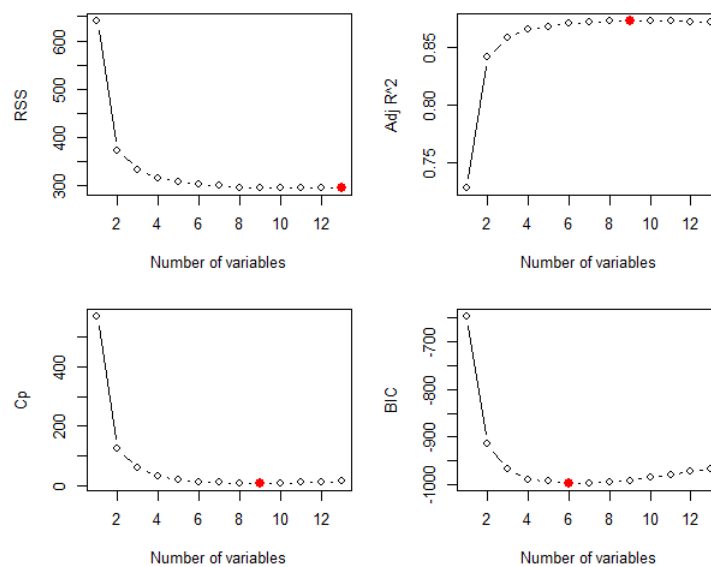 RSS
600
500
400
300
2 4 6 8 10 12
Number of variables
Adj R^2
0.85
0.80
0.75
2 4 6 8 10 12
Number of variables
Cp
400
200
0
2 4 6 8 10 12
Number of variables
BIC
-700
-800
-900
-1000
2 4 6 8 10 12
Number of variables